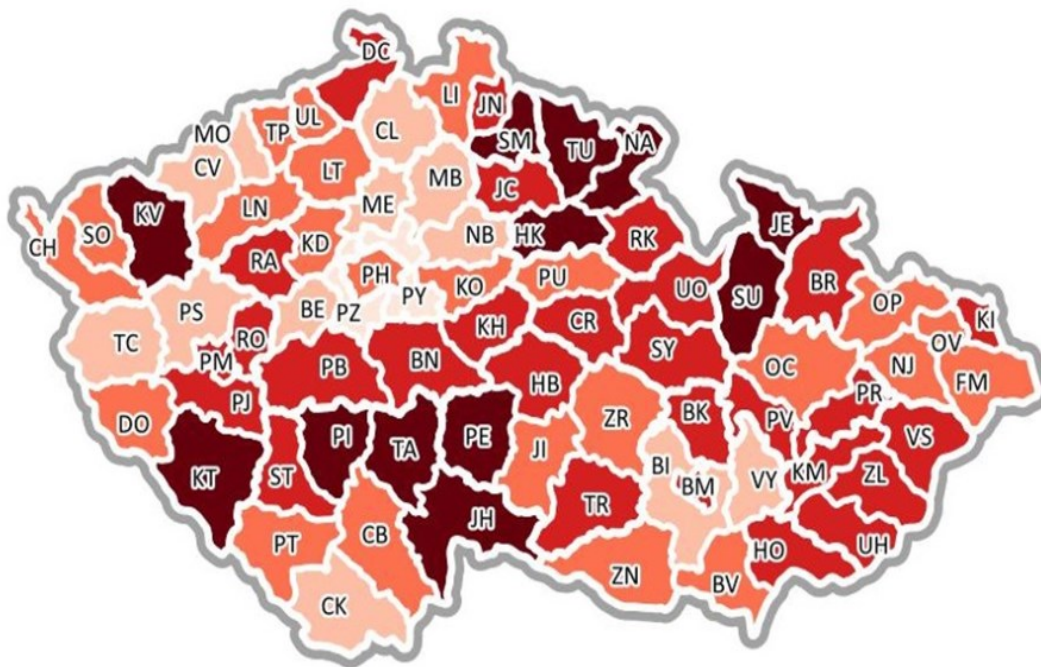 DC
LI
JN
MO
TP
UL
CL
SM
TU
NA
CV
LT
MB
JC
KV
LN
ME
CH
SO
KD
NB
HK
RK
JE
RA
PH
KO
PU
UO
SU
BR
OP
KI
PS
BE
PZ
PY
TC
RO
KH
CR
SY
OV
PM
PB
BN
OC
NJ
FM
HB
PR
DO
PJ
ZR
BK
PV
VS
PI
TA
PE
JI
BI
KT
ST
BM
VY
KM
ZL
TR
JH
PT
CB
HO
UH
ZN
BV
CK